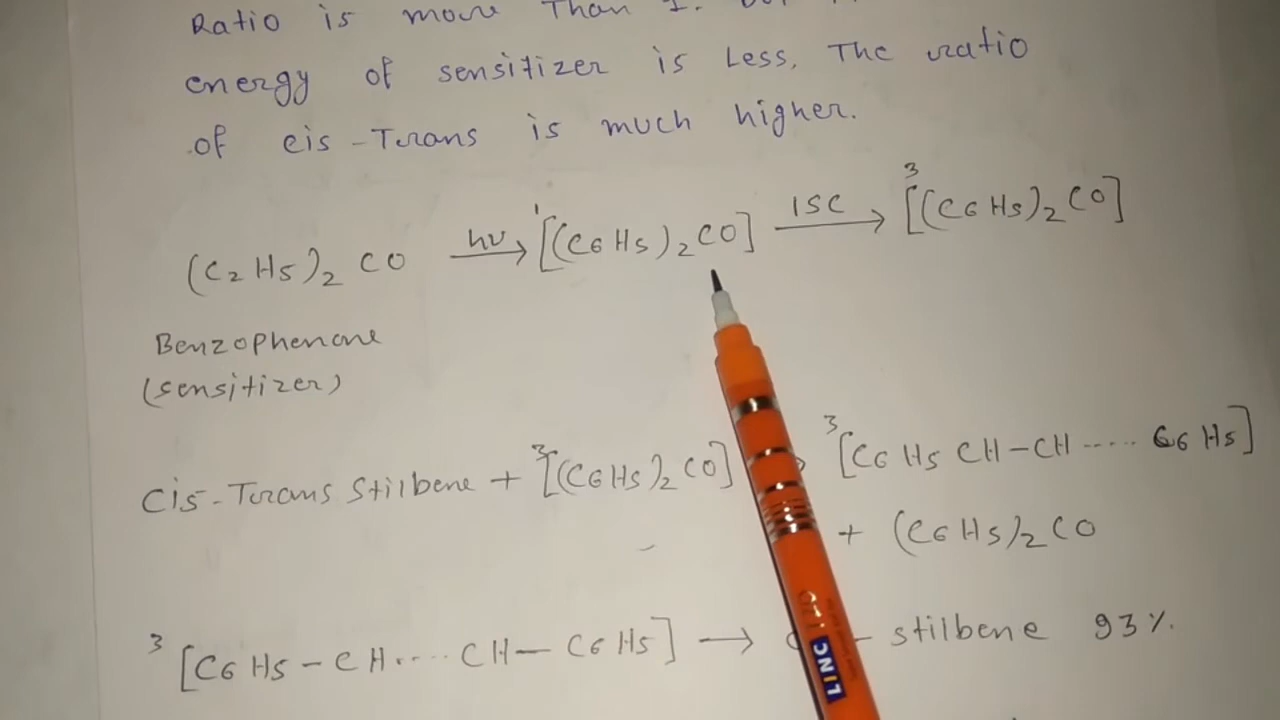 Ratio is more Than 1.
energy of sensitizer is Less, The ratio
of cis-Trans is much higher.
(C2H5)2 CO hν→ 1[(C6H5)2CO] ISC→ 3[(C6H5)2CO]
Benzophenone
(sensitizer)
Cis-Trans Stilbene + 3[(C6H5)2CO] 3[C6H5 CH-CH ..... C6H5]
+ (C6H5)2CO
3[C6H5-CH.....CH-C6H5] → - stilbene 93%.
LINC